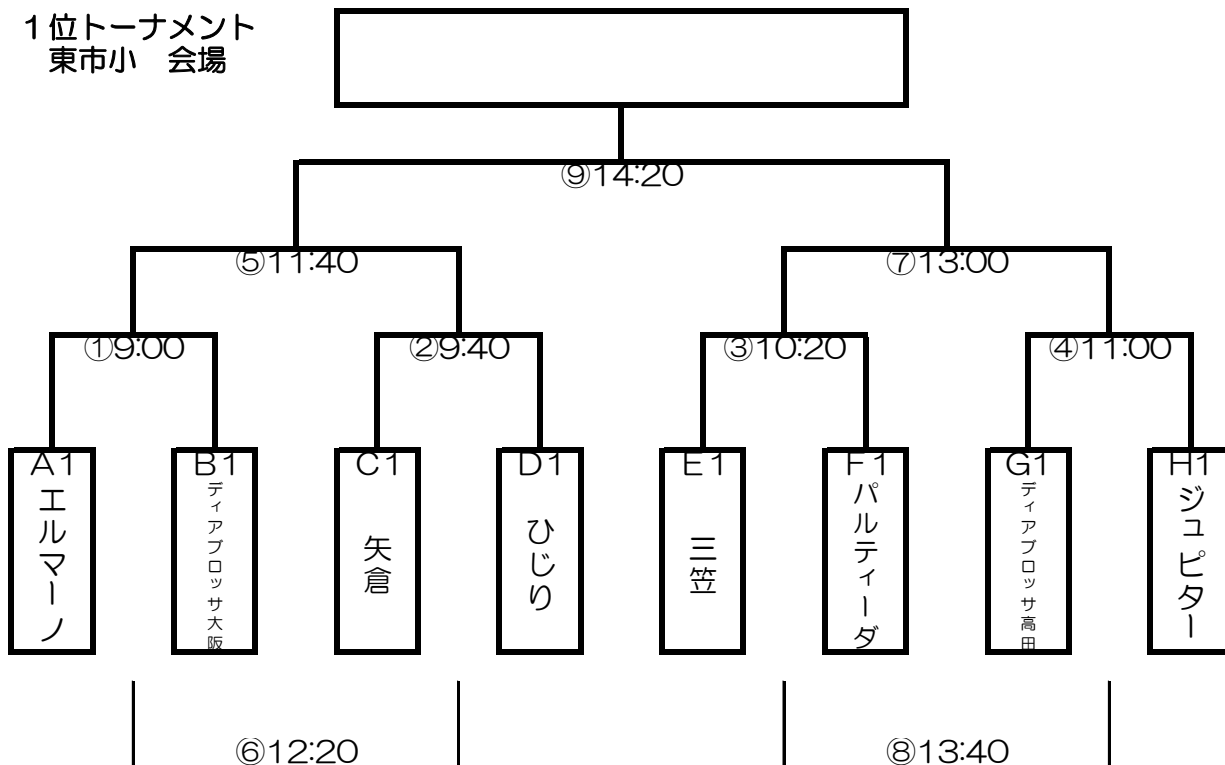 １位トーナメント
東市小　会場
⑨14:20
⑤11:40
⑦13:00
①9:00
②9:40
③10:20
④11:00
A1
エルマーノ
B1
ディアブロッサ大阪
C1
矢倉
D1
ひじり
E1
三笠
F1
パルティーダ
G1
ディアブロッサ高田
H1
ジュピター
⑥12:20
⑧13:40